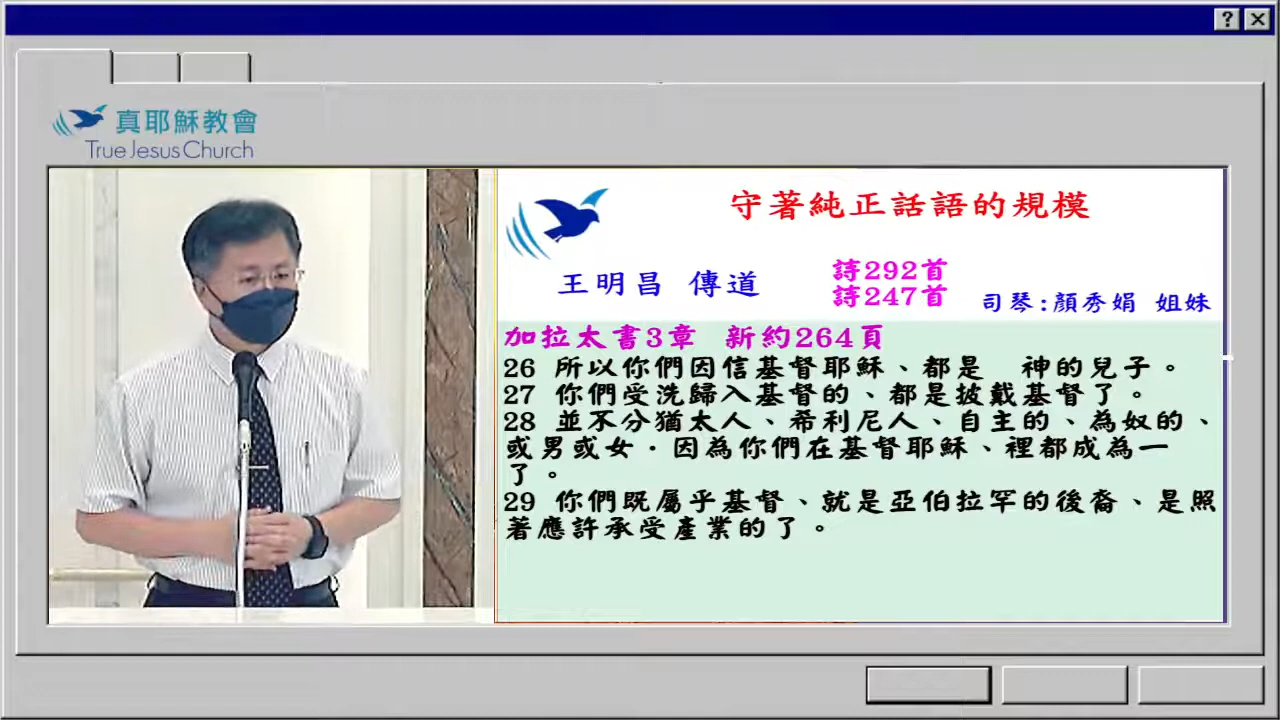 真耶穌教會
True Jesus Church
守著純正話語的規模
王明昌 傳道
詩292首
詩247首
司琴:顏秀娟 姐妹
加拉太書3章 新約264頁
26 所以你們因信基督耶穌、都是　神的兒子。
27 你們受洗歸入基督的、都是披戴基督了。
28 並不分猶太人、希利尼人、自主的、為奴的、
或男或女．因為你們在基督耶穌、裡都成為一
了。
29 你們既屬乎基督、就是亞伯拉罕的後裔、是照
著應許承受產業的了。